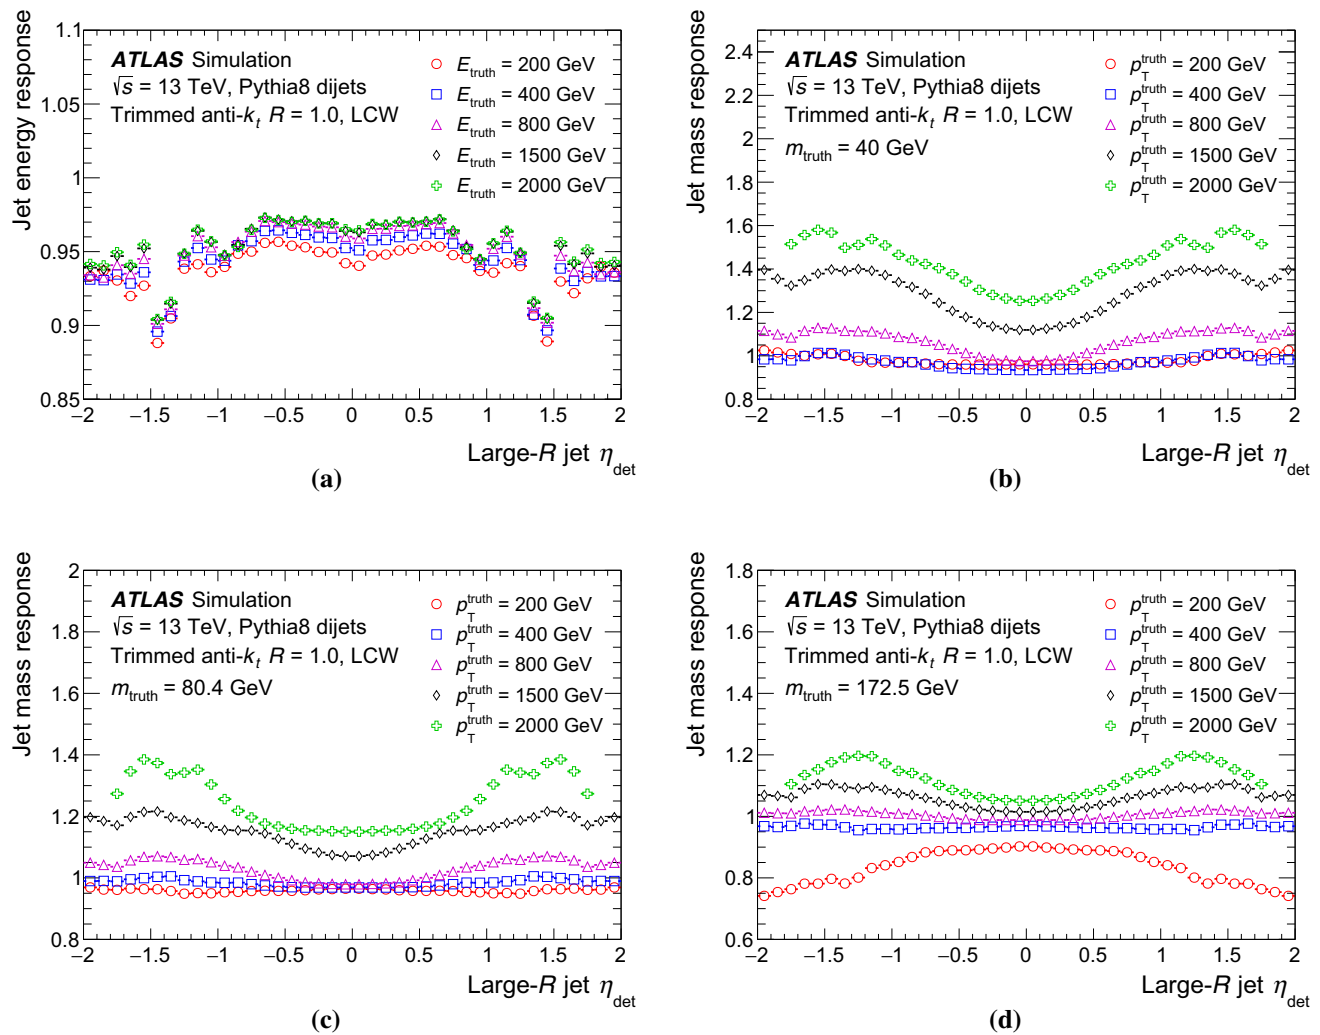 Jet energy response
1.1
1.05
1
0.95
0.9
0.85
ATLAS Simulation
√s = 13 TeV, Pythia8 dijets
Trimmed anti-kt R = 1.0, LCW
Etruth = 200 GeV
Etruth = 400 GeV
Etruth = 800 GeV
Etruth = 1500 GeV
Etruth = 2000 GeV
−2 −1.5 −1 −0.5 0 0.5 1 1.5 2
Large-R jet ηdet
(a)
Jet mass response
2.4
2.2
2
1.8
1.6
1.4
1.2
1
0.8
ATLAS Simulation
√s = 13 TeV, Pythia8 dijets
Trimmed anti-kt R = 1.0, LCW
mtruth = 40 GeV
pTtruth = 200 GeV
pTtruth = 400 GeV
pTtruth = 800 GeV
pTtruth = 1500 GeV
pTtruth = 2000 GeV
−2 −1.5 −1 −0.5 0 0.5 1 1.5 2
Large-R jet ηdet
(b)
Jet mass response
2
1.8
1.6
1.4
1.2
1
0.8
ATLAS Simulation
√s = 13 TeV, Pythia8 dijets
Trimmed anti-kt R = 1.0, LCW
mtruth = 80.4 GeV
pTtruth = 200 GeV
pTtruth = 400 GeV
pTtruth = 800 GeV
pTtruth = 1500 GeV
pTtruth = 2000 GeV
−2 −1.5 −1 −0.5 0 0.5 1 1.5 2
Large-R jet ηdet
(c)
Jet mass response
1.8
1.6
1.4
1.2
1
0.8
0.6
ATLAS Simulation
√s = 13 TeV, Pythia8 dijets
Trimmed anti-kt R = 1.0, LCW
mtruth = 172.5 GeV
pTtruth = 200 GeV
pTtruth = 400 GeV
pTtruth = 800 GeV
pTtruth = 1500 GeV
pTtruth = 2000 GeV
−2 −1.5 −1 −0.5 0 0.5 1 1.5 2
Large-R jet ηdet
(d)